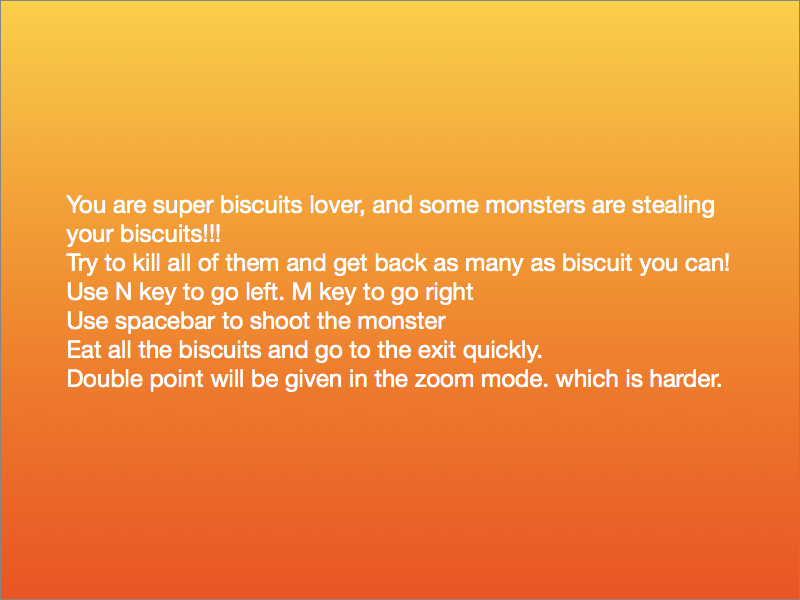 You are super biscuits lover, and some monsters are stealing
your biscuits!!!
Try to kill all of them and get back as many as biscuit you can!
Use N key to go left. M key to go right
Use spacebar to shoot the monster
Eat all the biscuits and go to the exit quickly.
Double point will be given in the zoom mode. which is harder.